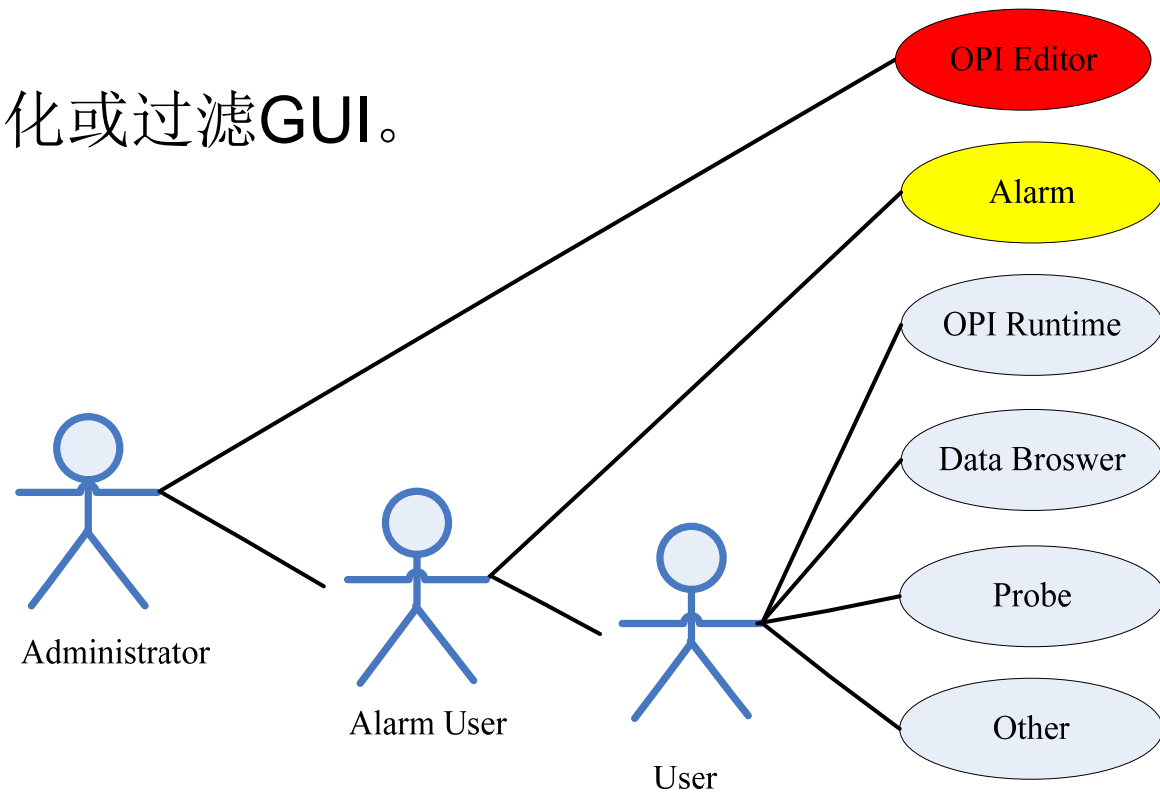 OPI Editor
化或过滤GUI。
Alarm
OPI Runtime
Data Broswer
Probe
Other
Administrator
Alarm User
User